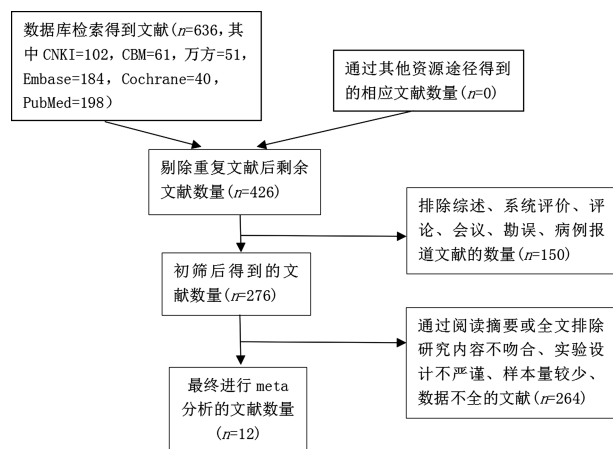 数据库检索得到文献(n=636,其
中CNKI=102, CBM=61, 万方=51,
Embase=184, Cochrane=40,
PubMed=198)
通过其他资源途径得到
的相应文献数量(n=0)
剔除重复文献后剩余
文献数量(n=426)
排除综述、系统评价、评
论、会议、勘误、病例报
道文献的数量(n=150)
初筛后得到的文
献数量(n=276)
通过阅读摘要或全文排除
研究内容不吻合、实验设
计不严谨、样本量较少、
数据不全的文献(n=264)
最终进行 meta
分析的文献数量
(n=12)